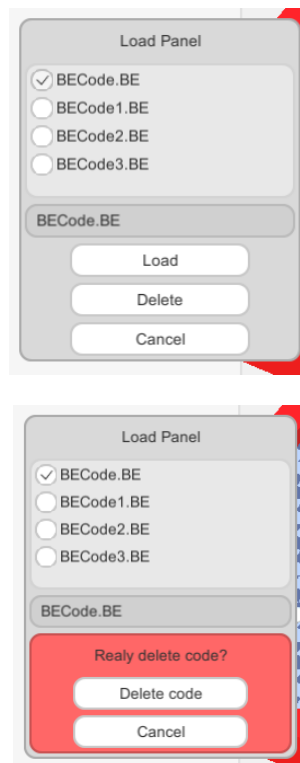 Load Panel
BECode.BE
BECode1.BE
BECode2.BE
BECode3.BE
BECode.BE
Load
Delete
Cancel
Load Panel
BECode.BE
BECode1.BE
BECode2.BE
BECode3.BE
BECode.BE
Realy delete code?
Delete code
Cancel